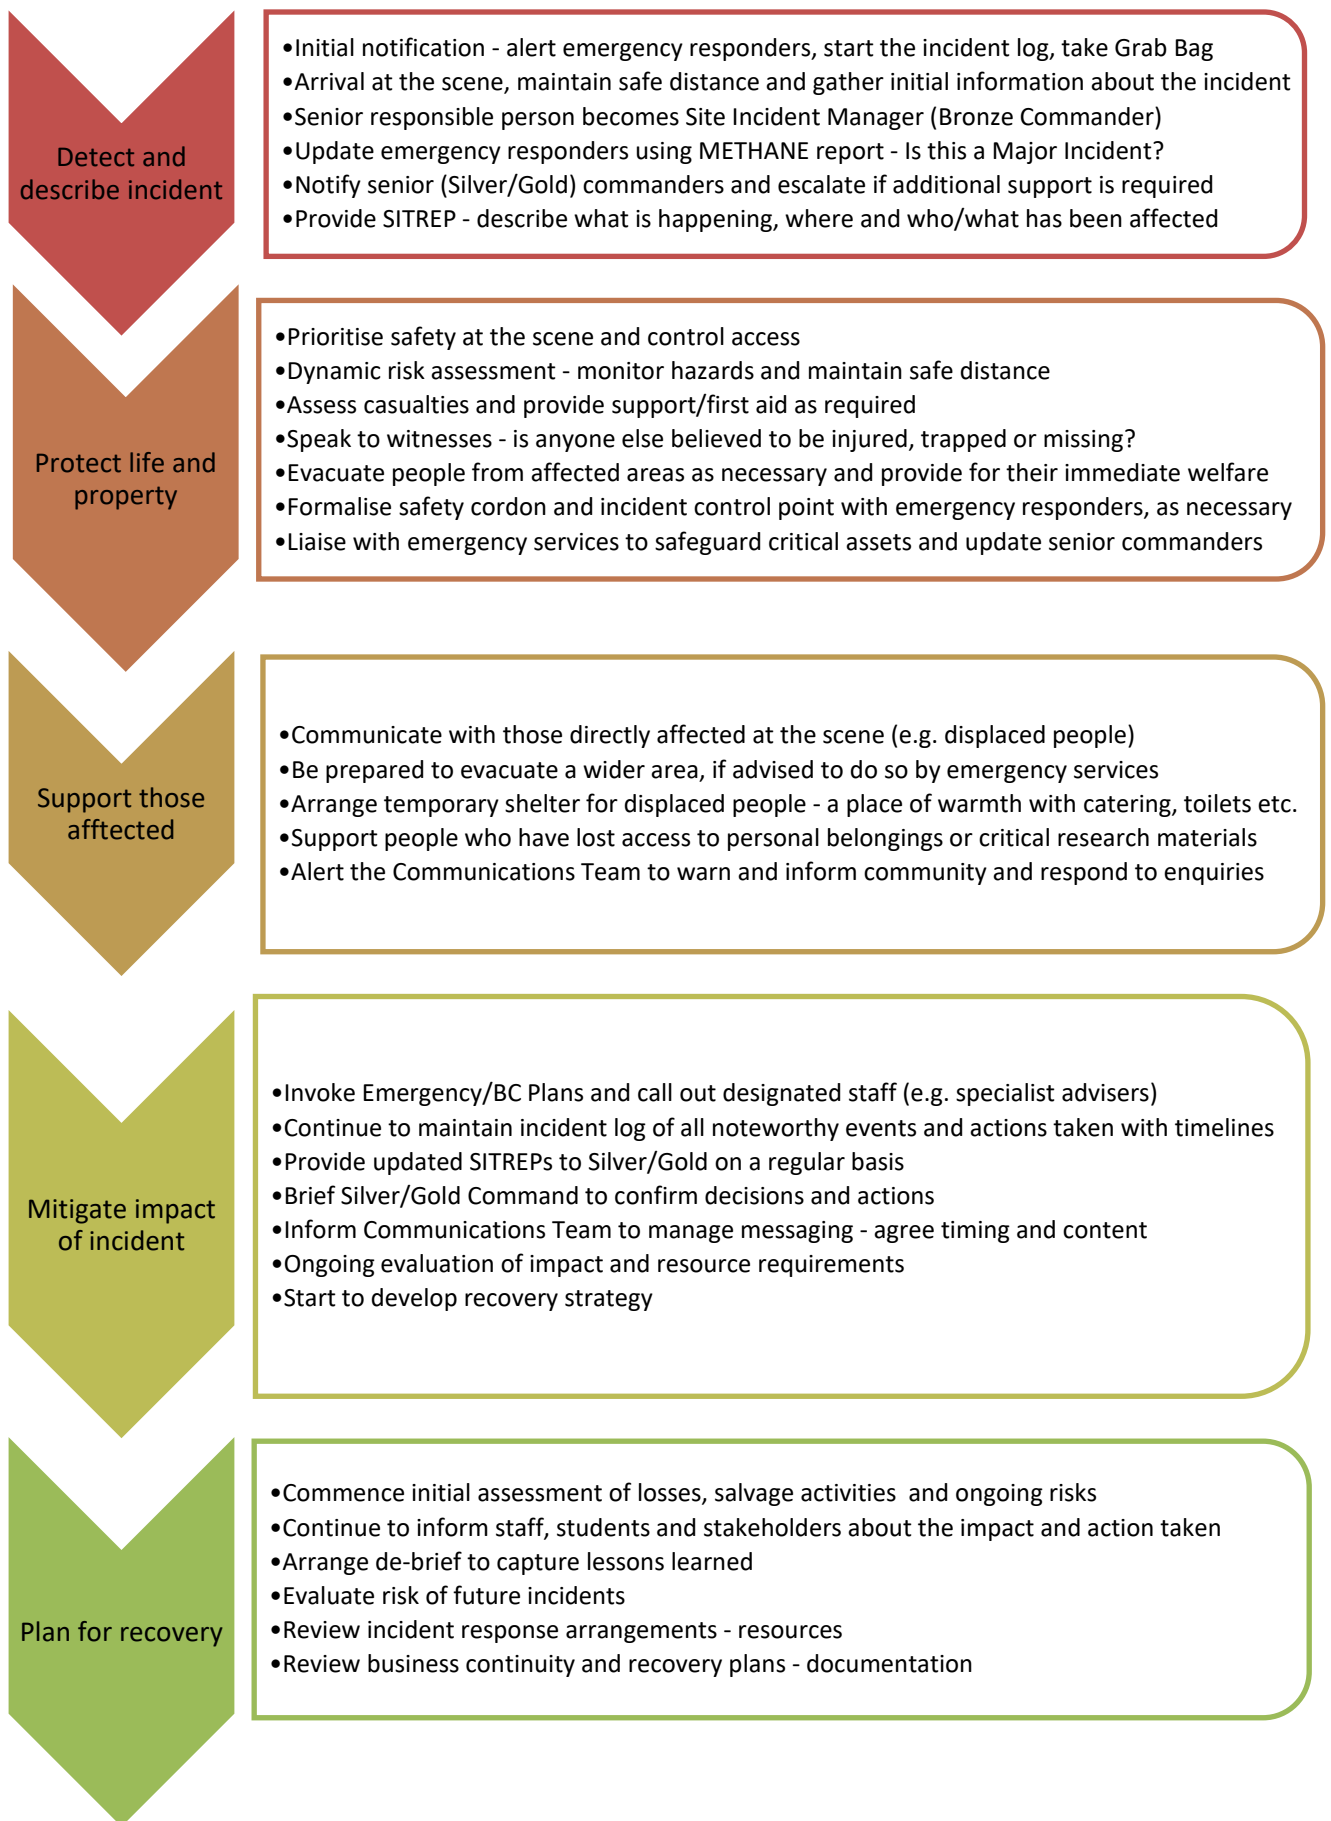 Detect and
describe incident
•Initial notification - alert emergency responders, start the incident log, take Grab Bag
•Arrival at the scene, maintain safe distance and gather initial information about the incident
•Senior responsible person becomes Site Incident Manager (Bronze Commander)
•Update emergency responders using METHANE report - Is this a Major Incident?
•Notify senior (Silver/Gold) commanders and escalate if additional support is required
•Provide SITREP - describe what is happening, where and who/what has been affected
Protect life and
property
•Prioritise safety at the scene and control access
•Dynamic risk assessment - monitor hazards and maintain safe distance
•Assess casualties and provide support/first aid as required
•Speak to witnesses - is anyone else believed to be injured, trapped or missing?
•Evacuate people from affected areas as necessary and provide for their immediate welfare
•Formalise safety cordon and incident control point with emergency responders, as necessary
•Liaise with emergency services to safeguard critical assets and update senior commanders
Support those
afftected
•Communicate with those directly affected at the scene (e.g. displaced people)
•Be prepared to evacuate a wider area, if advised to do so by emergency services
•Arrange temporary shelter for displaced people - a place of warmth with catering, toilets etc.
•Support people who have lost access to personal belongings or critical research materials
•Alert the Communications Team to warn and inform community and respond to enquiries
Mitigate impact
of incident
•Invoke Emergency/BC Plans and call out designated staff (e.g. specialist advisers)
•Continue to maintain incident log of all noteworthy events and actions taken with timelines
•Provide updated SITREPs to Silver/Gold on a regular basis
•Brief Silver/Gold Command to confirm decisions and actions
•Inform Communications Team to manage messaging - agree timing and content
•Ongoing evaluation of impact and resource requirements
•Start to develop recovery strategy
Plan for recovery
•Commence initial assessment of losses, salvage activities  and ongoing risks
•Continue to inform staff, students and stakeholders about the impact and action taken
•Arrange de-brief to capture lessons learned
•Evaluate risk of future incidents
•Review incident response arrangements - resources
•Review business continuity and recovery plans - documentation